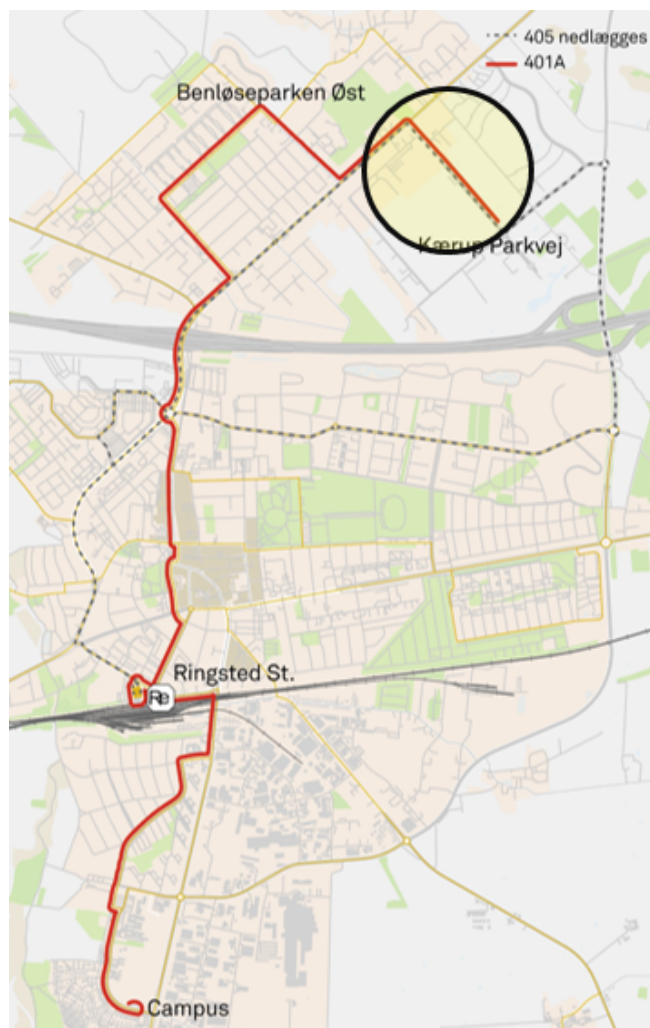 405 nedlægges
401A
Benløseparken Øst
Kærup Parkvej
Ringsted St.
Re
Campus